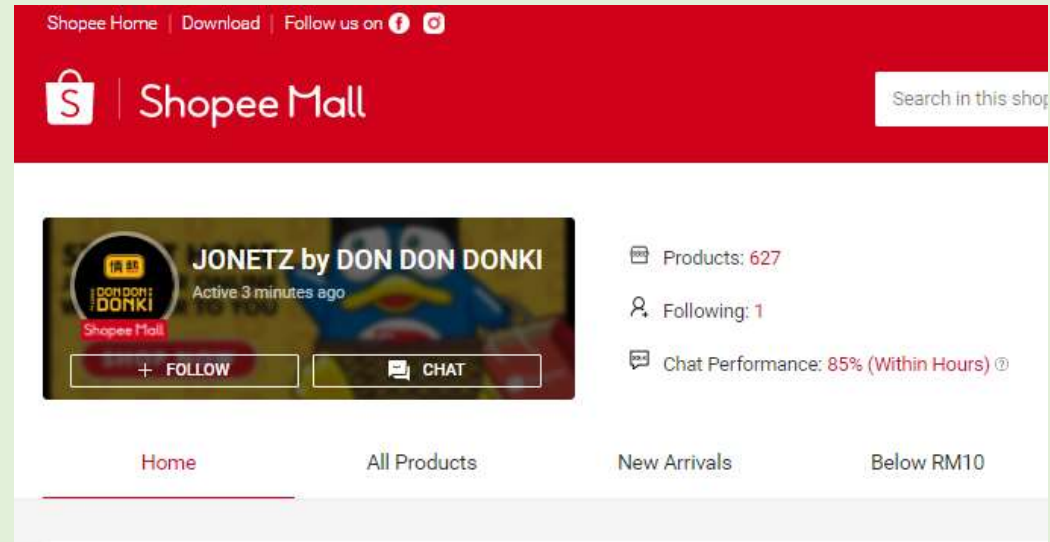 Shopee Home | Download | Follow us on
S | Shopee Mall
Search in this shop
JONETZ by DON DON DONKI
Active 3 minutes ago
DON DON
DONKI
Shopee Mall
+ FOLLOW
CHAT
Products: 627
Following: 1
Chat Performance: 85% (Within Hours)
Home
All Products
New Arrivals
Below RM10